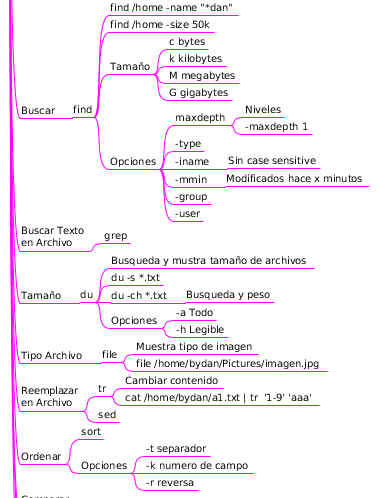 find /home -name "*dan"
find /home -size 50k
c bytes
k kilobytes
Tamaño
M megabytes
G gigabytes
Buscar
find
Niveles
maxdepth
-maxdepth 1
-type
Opciones
-iname
Sin case sensitive
-mmin
Modificados hace x minutos
-group
-user
Buscar Texto
en Archivo
grep
Busqueda y mustra tamaño de archivos
du -s *.txt
Tamaño
du
du -ch *.txt
Busqueda y peso
-a Todo
Opciones
-h Legible
Muestra tipo de imagen
Tipo Archivo
file
file /home/bydan/Pictures/imagen.jpg
Cambiar contenido
Reemplazar
en Archivo
tr
cat /home/bydan/a1.txt | tr '1-9' 'aaa'
sed
sort
Ordenar
-t separador
Opciones
-k numero de campo
-r reversa